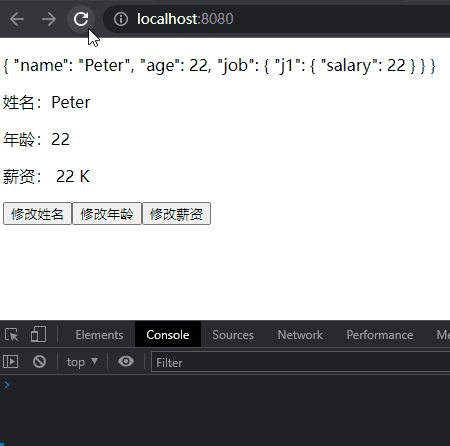 localhost:8080
{ "name": "Peter", "age": 22, "job": { "j1": { "salary": 22 } } }
姓名：Peter
年龄：22
薪资： 22 K
修改姓名 修改年龄 修改薪资
Elements Console Sources Network Performance Me
top Filter